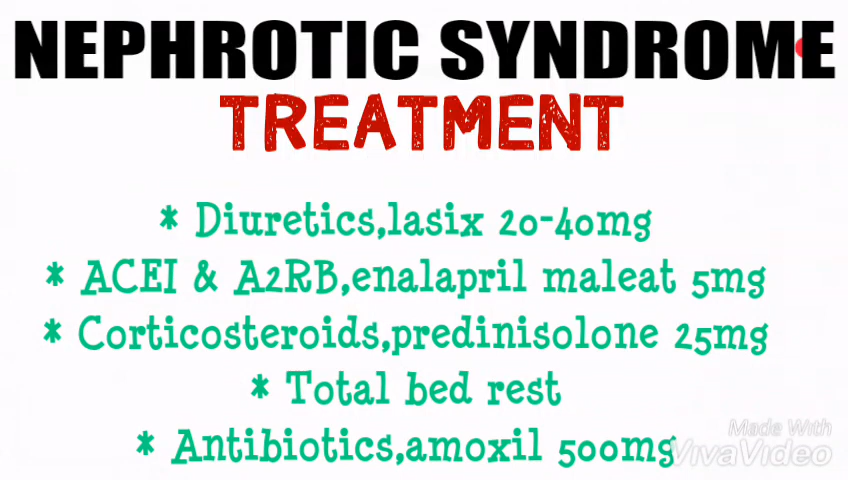 NEPHROTIC SYNDROME
TREATMENT
* Diuretics,lasix 20-40mg
* ACEI & A2RB,enalapril maleat 5mg
* Corticosteroids,predinisolone 25mg
* Total bed rest
* Antibiotics,amoxil 500mg
Made With
VivaVideo